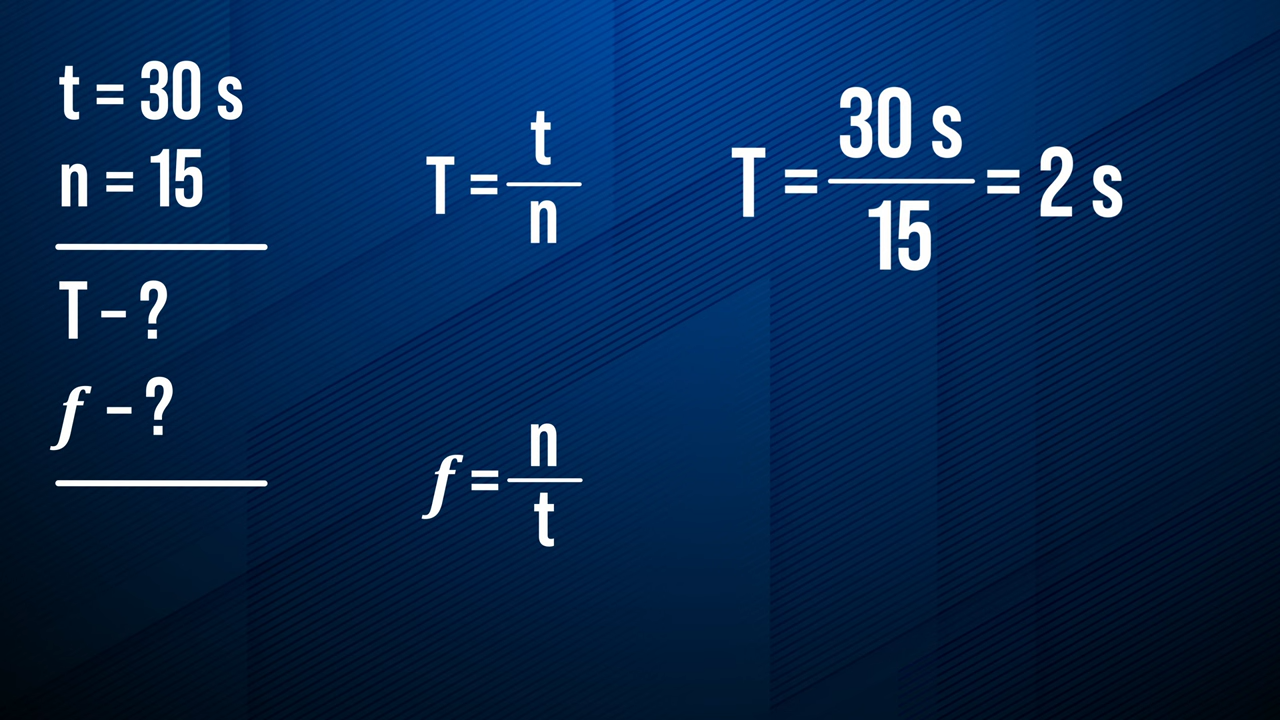 t = 30 s
n = 15
T – ?
f – ?
T = t/n
f = n/t
T = 30 s/15 = 2 s